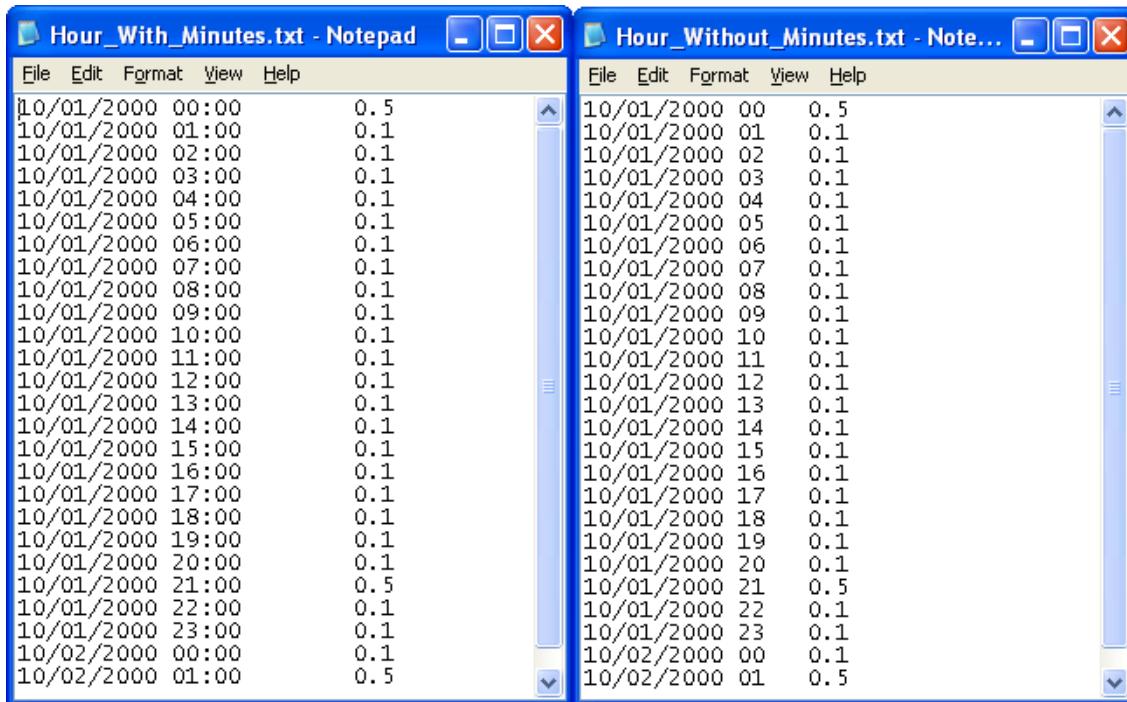 Hour_With_Minutes.txt - Notepad
File Edit Format View Help
10/01/2000 00:00 0.5
10/01/2000 01:00 0.1
10/01/2000 02:00 0.1
10/01/2000 03:00 0.1
10/01/2000 04:00 0.1
10/01/2000 05:00 0.1
10/01/2000 06:00 0.1
10/01/2000 07:00 0.1
10/01/2000 08:00 0.1
10/01/2000 09:00 0.1
10/01/2000 10:00 0.1
10/01/2000 11:00 0.1
10/01/2000 12:00 0.1
10/01/2000 13:00 0.1
10/01/2000 14:00 0.1
10/01/2000 15:00 0.1
10/01/2000 16:00 0.1
10/01/2000 17:00 0.1
10/01/2000 18:00 0.1
10/01/2000 19:00 0.1
10/01/2000 20:00 0.1
10/01/2000 21:00 0.5
10/01/2000 22:00 0.1
10/01/2000 23:00 0.1
10/02/2000 00:00 0.1
10/02/2000 01:00 0.5
Hour_Without_Minutes.txt - Note...
File Edit Format View Help
10/01/2000 00 0.5
10/01/2000 01 0.1
10/01/2000 02 0.1
10/01/2000 03 0.1
10/01/2000 04 0.1
10/01/2000 05 0.1
10/01/2000 06 0.1
10/01/2000 07 0.1
10/01/2000 08 0.1
10/01/2000 09 0.1
10/01/2000 10 0.1
10/01/2000 11 0.1
10/01/2000 12 0.1
10/01/2000 13 0.1
10/01/2000 14 0.1
10/01/2000 15 0.1
10/01/2000 16 0.1
10/01/2000 17 0.1
10/01/2000 18 0.1
10/01/2000 19 0.1
10/01/2000 20 0.1
10/01/2000 21 0.5
10/01/2000 22 0.1
10/01/2000 23 0.1
10/02/2000 00 0.1
10/02/2000 01 0.5